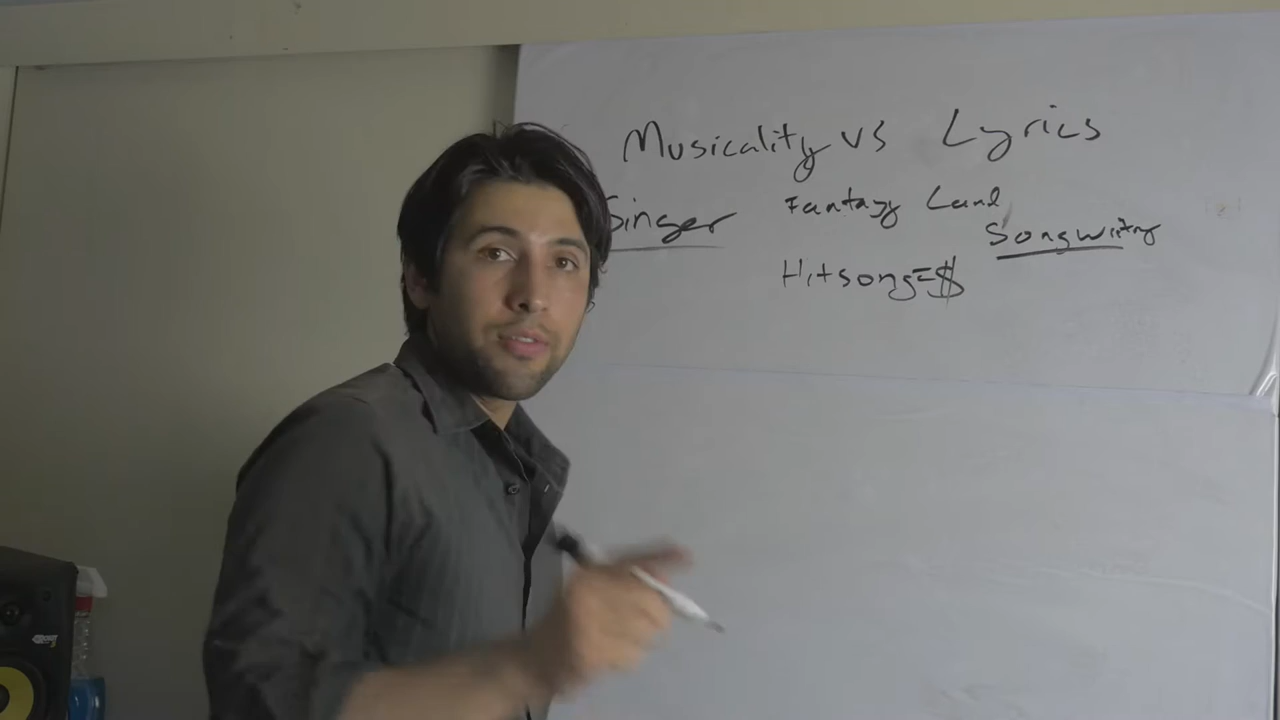 Musicality vs Lyrics
Singer
Fantasy Land
Songwriting
Hitsong=$